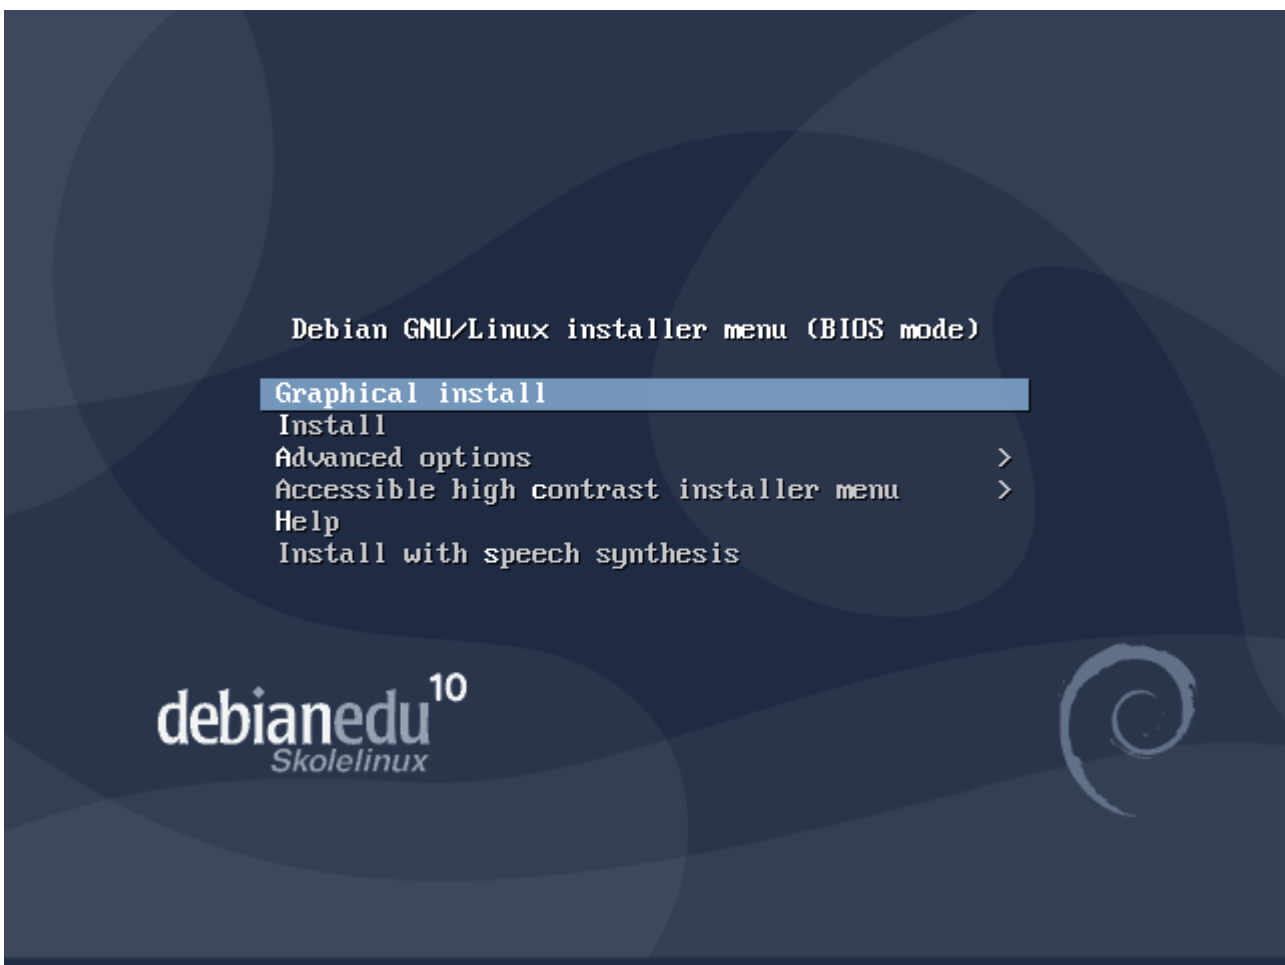 Debian GNU/Linux installer menu (BIOS mode)
Graphical install
Install
Advanced options >
Accessible high contrast installer menu >
Help
Install with speech synthesis
debianedu10
Skolelinux